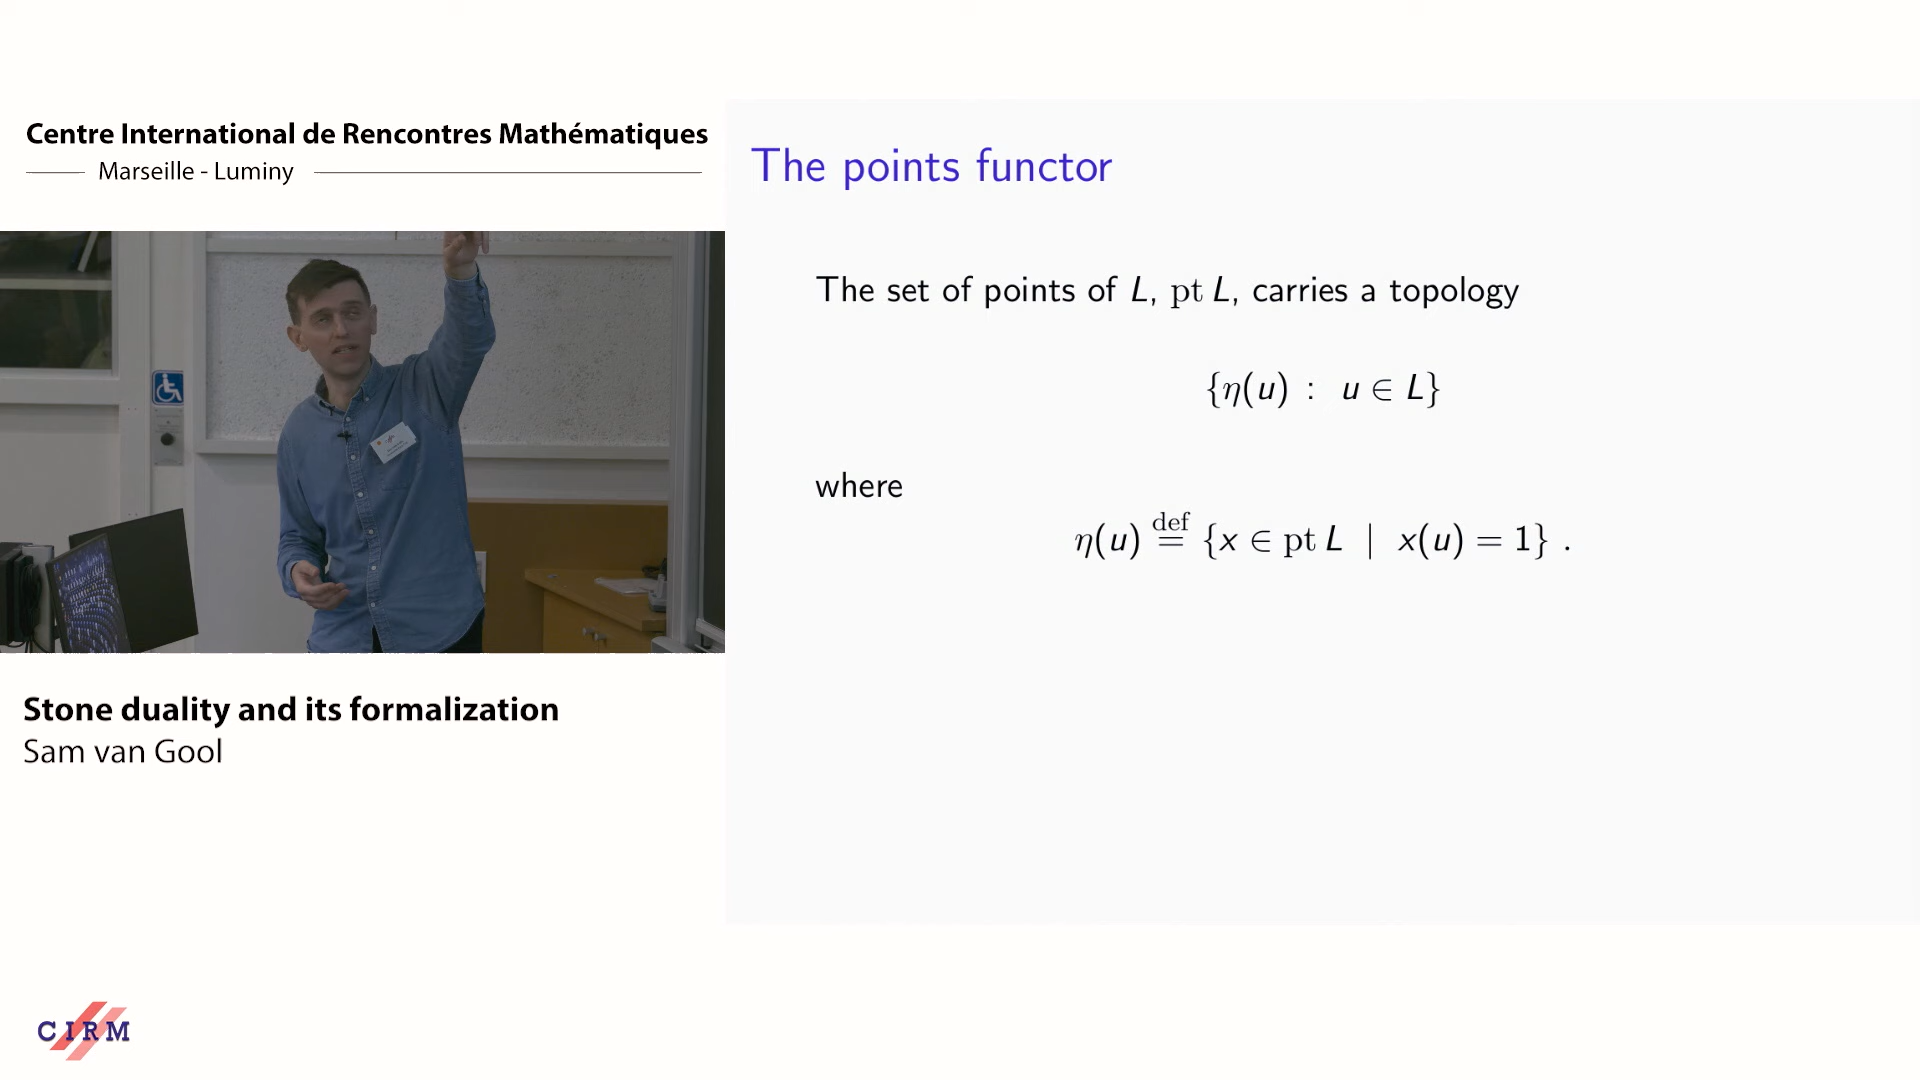 Centre International de Rencontres Mathématiques
Marseille - Luminy
The points functor
The set of points of L, pt L, carries a topology
{η(u) : u ∈ L}
where
η(u) def= {x ∈ pt L | x(u) = 1} .
Stone duality and its formalization
Sam van Gool
CIRM